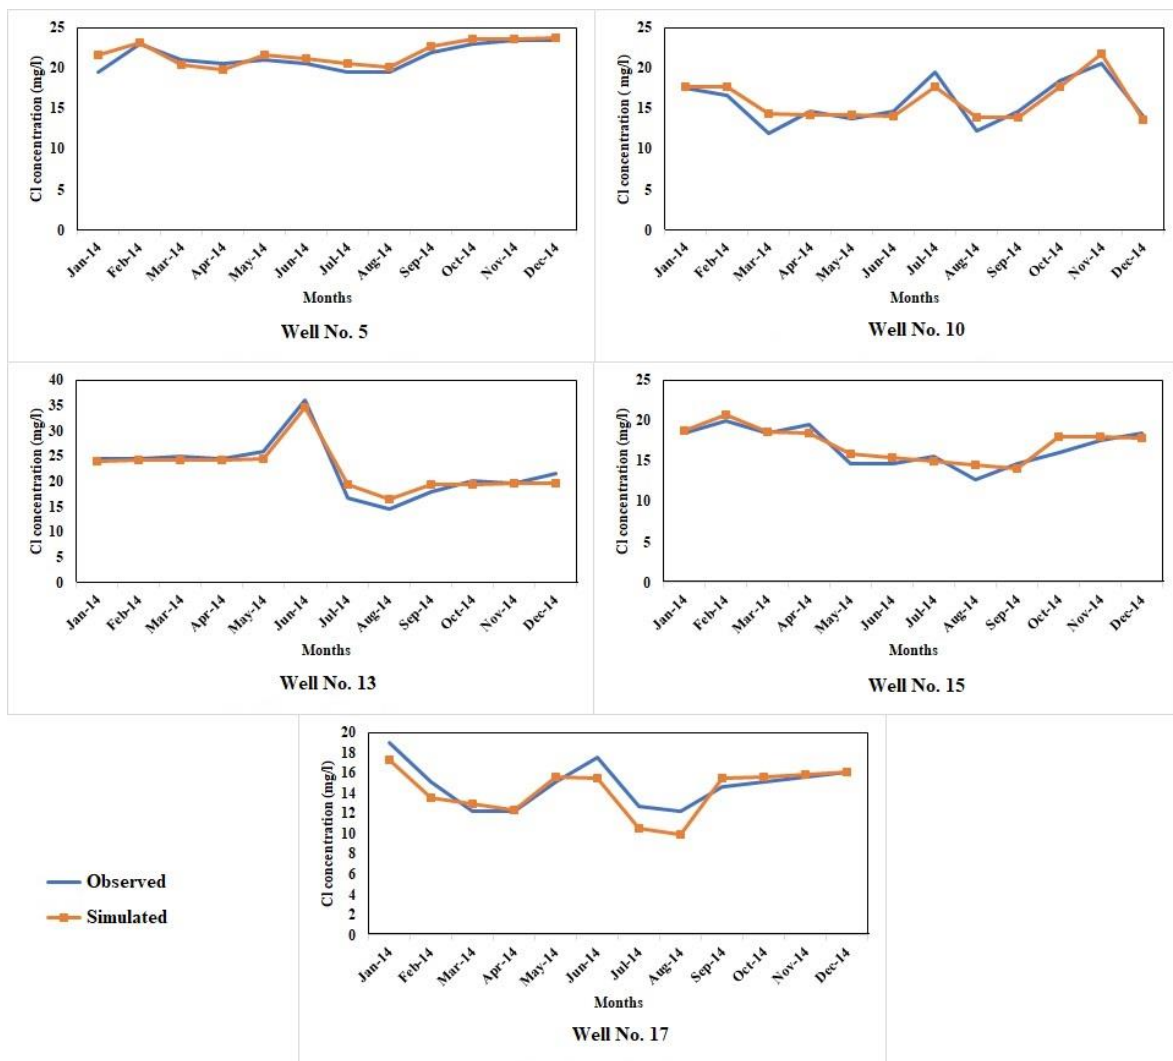 Cl concentration (mg/l)
25
20
15
10
5
0
Jan-14
Feb-14
Mar-14
Apr-14
May-14
Jun-14
Jul-14
Aug-14
Sep-14
Oct-14
Nov-14
Dec-14
Months
Well No. 5
Cl concentration ( mg/l)
25
20
15
10
5
0
Jan-14
Feb-14
Mar-14
Apr-14
May-14
Jun-14
Jul-14
Aug-14
Sep-14
Oct-14
Nov-14
Dec-14
Months
Well No. 10
Cl concentration (mg/l)
40
35
30
25
20
15
10
5
0
Jan-14
Feb-14
Mar-14
Apr-14
May-14
Jun-14
Jul-14
Aug-14
Sep-14
Oct-14
Nov-14
Dec-14
Months
Well No. 13
Cl concentration (mg/l)
25
20
15
10
5
0
Jan-14
Feb-14
Mar-14
Apr-14
May-14
Jun-14
Jul-14
Aug-14
Sep-14
Oct-14
Nov-14
Dec-14
Months
Well No. 15
Observed
Simulated
Cl concentration (mg/l)
20
18
16
14
12
10
8
6
4
2
0
Jan-14
Feb-14
Mar-14
Apr-14
May-14
Jun-14
Jul-14
Aug-14
Sep-14
Oct-14
Nov-14
Dec-14
Months
Well No. 17